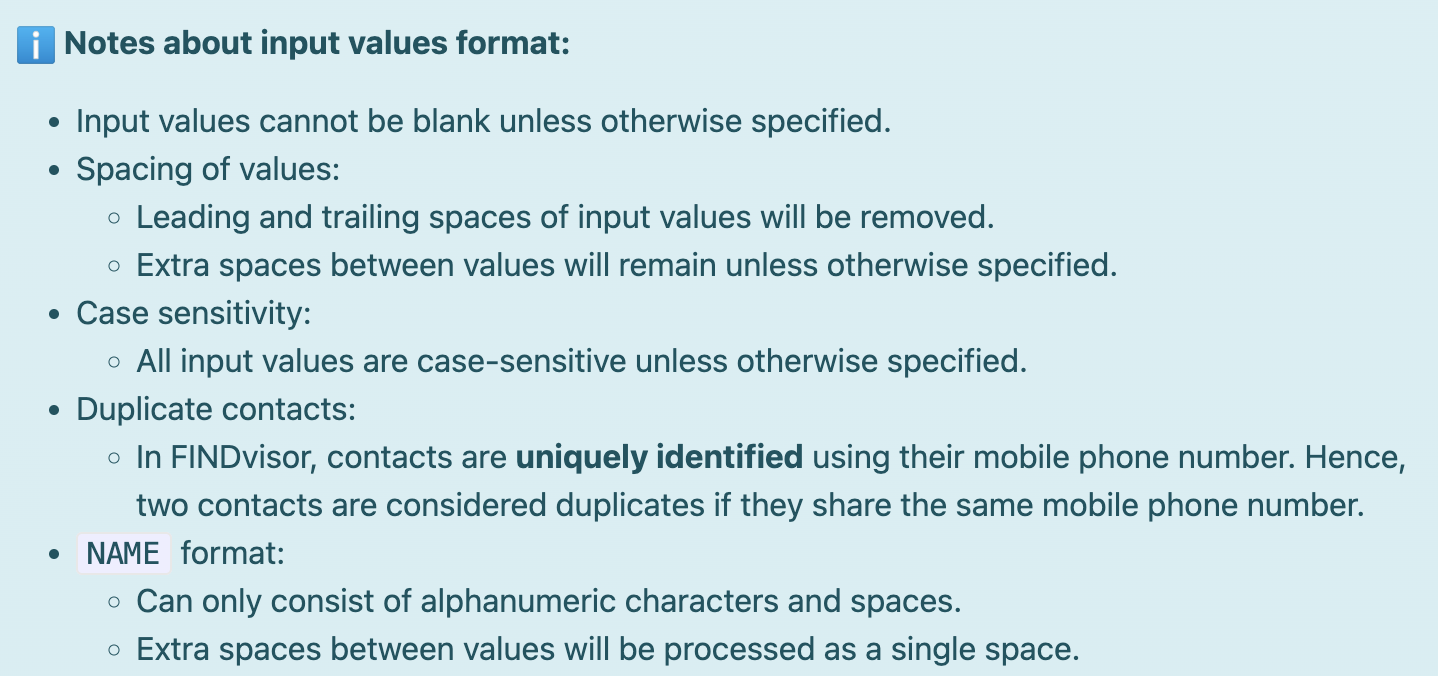 ℹ️ Notes about input values format:
• Input values cannot be blank unless otherwise specified.
• Spacing of values:
◦ Leading and trailing spaces of input values will be removed.
◦ Extra spaces between values will remain unless otherwise specified.
• Case sensitivity:
◦ All input values are case-sensitive unless otherwise specified.
• Duplicate contacts:
◦ In FINDvisor, contacts are uniquely identified using their mobile phone number. Hence,
two contacts are considered duplicates if they share the same mobile phone number.
• NAME format:
◦ Can only consist of alphanumeric characters and spaces.
◦ Extra spaces between values will be processed as a single space.